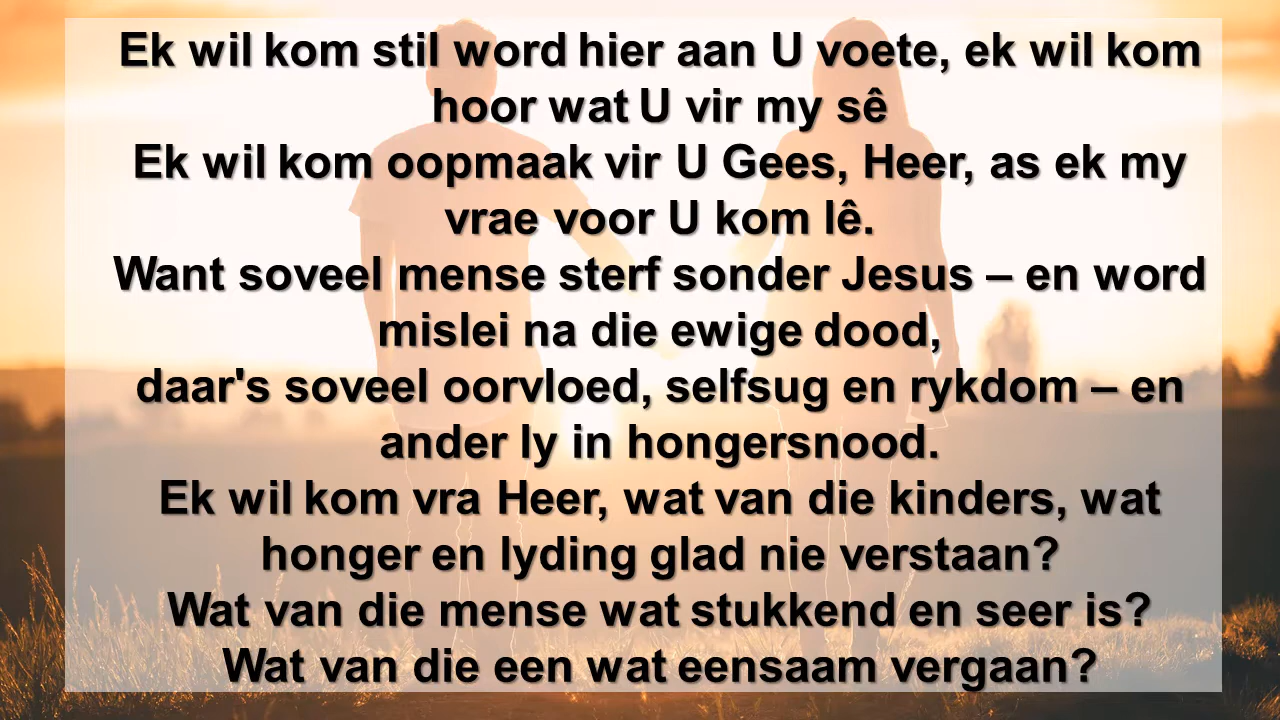 Ek wil kom stil word hier aan U voete, ek wil kom
hoor wat U vir my sê
Ek wil kom oopmaak vir U Gees, Heer, as ek my
vrae voor U kom lê.
Want soveel mense sterf sonder Jesus – en word
mislei na die ewige dood,
daar's soveel oorvloed, selfsug en rykdom – en
ander ly in hongersnood.
Ek wil kom vra Heer, wat van die kinders, wat
honger en lyding glad nie verstaan?
Wat van die mense wat stukkend en seer is?
Wat van die een wat eensaam vergaan?